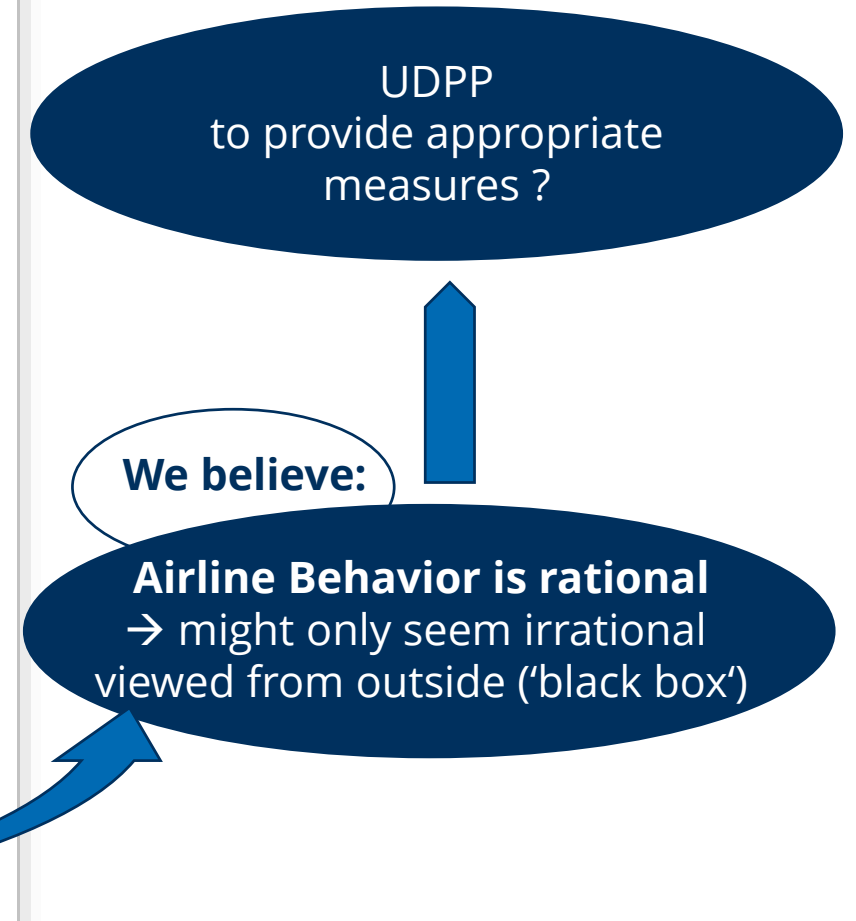 UDPP
to provide appropriate
measures ?
We believe:
Airline Behavior is rational
→ might only seem irrational
viewed from outside (‘black box‘)